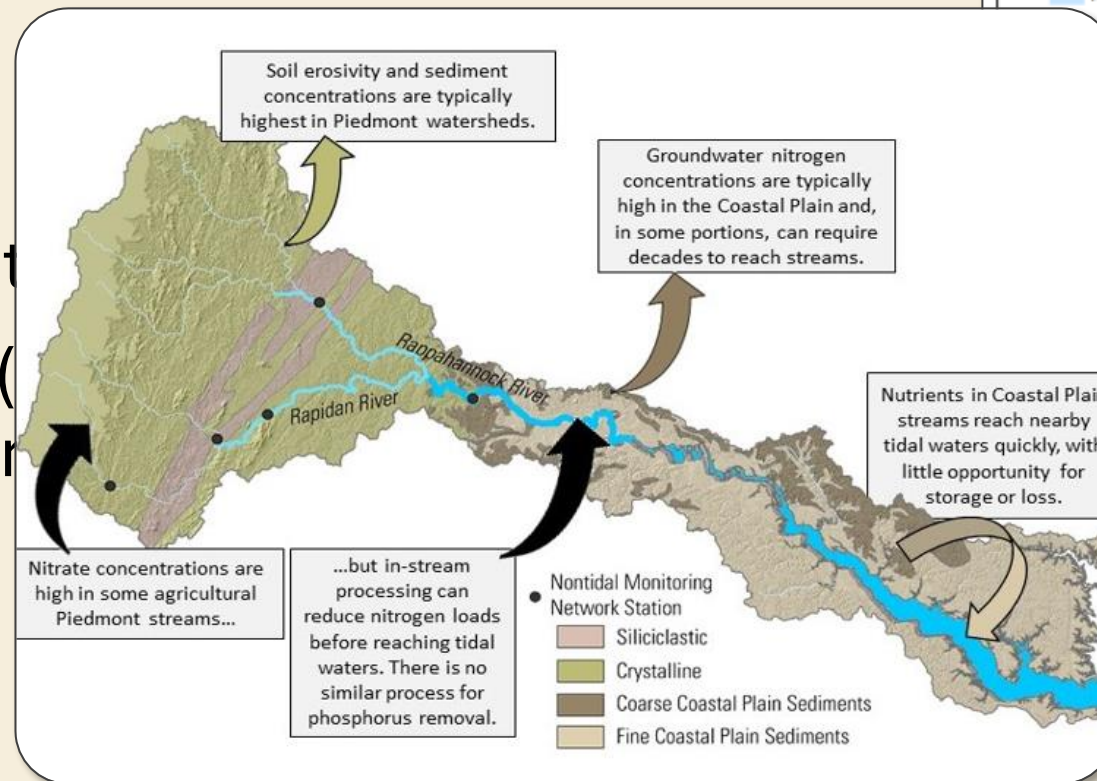 Soil erosivity and sediment
concentrations are typically
highest in Piedmont watersheds.
Groundwater nitrogen
concentrations are typically
high in the Coastal Plain and,
in some portions, can require
decades to reach streams.
t
(
Rappahannock River
Rapidan River
Nutrients in Coastal Plai
streams reach nearby
tidal waters quickly, with
little opportunity for
storage or loss.
Nitrate concentrations are
high in some agricultural
Piedmont streams...
...but in-stream
processing can
reduce nitrogen loads
before reaching tidal
waters. There is no
similar process for
phosphorus removal.
Nontidal Monitoring
Network Station
Siliciclastic
Crystalline
Coarse Coastal Plain Sediments
Fine Coastal Plain Sediments